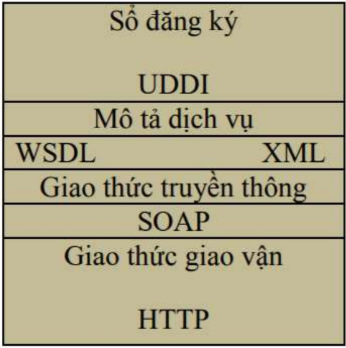 Sổ đăng ký
UDDI
Mô tả dịch vụ
WSDL XML
Giao thức truyền thông
SOAP
Giao thức giao vận
HTTP